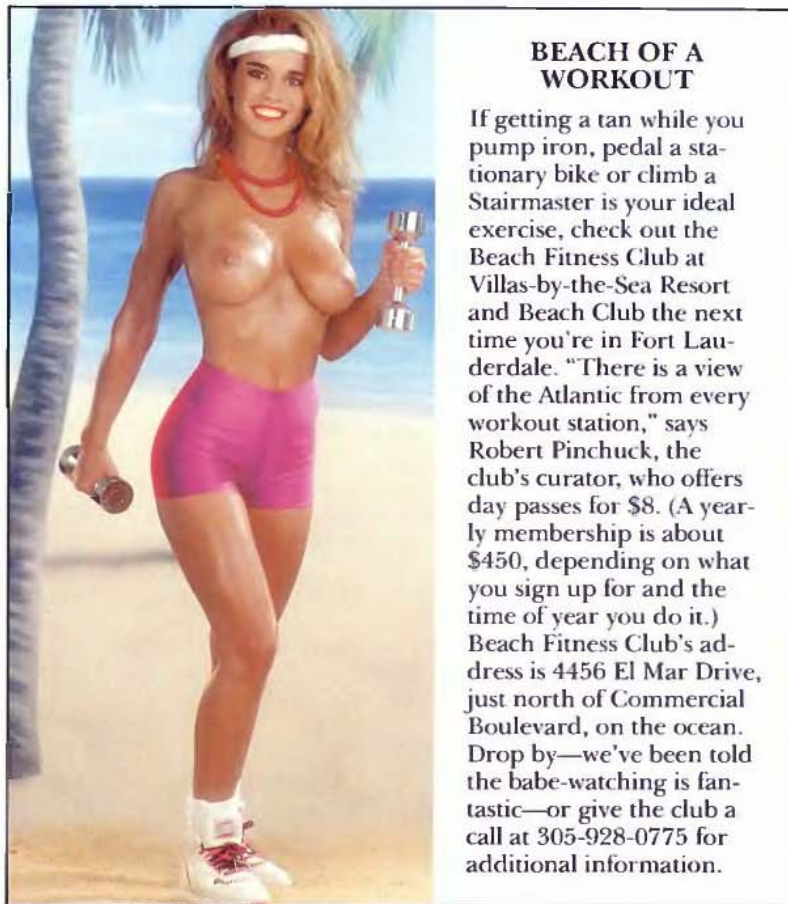 BEACH OF A
WORKOUT
If getting a tan while you
pump iron, pedal a sta-
tionary bike or climb a
Stairmaster is your ideal
exercise, check out the
Beach Fitness Club at
Villas-by-the-Sea Resort
and Beach Club the next
time you're in Fort Lau-
derdale. "There is a view
of the Atlantic from every
workout station," says
Robert Pinchuck, the
club's curator, who offers
day passes for $8. (A year-
ly membership is about
$450, depending on what
you sign up for and the
time of year you do it.)
Beach Fitness Club's ad-
dress is 4456 El Mar Drive,
just north of Commercial
Boulevard, on the ocean.
Drop by—we've been told
the babe-watching is fan-
tastic—or give the club a
call at 305-928-0775 for
additional information.